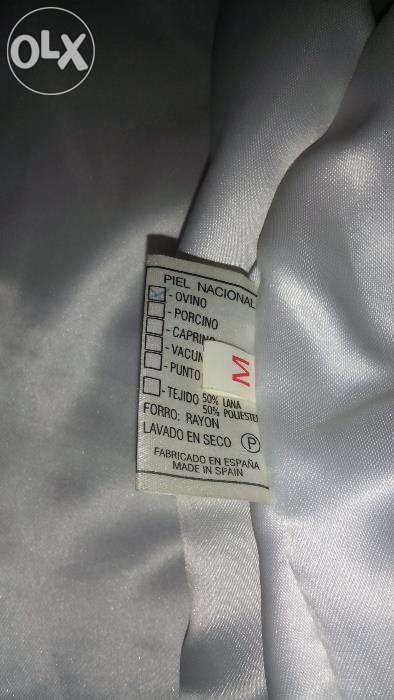 OLX
PIEL NACIONAL
- OVINO
- PORCINO
- CAPRINO
- VACUN
- PUNTO
M
- TEJIDO 50% LANA
50% POLIESTER
FORRO: RAYON
LAVADO EN SECO P
FABRICADO EN ESPAÑA
MADE IN SPAIN